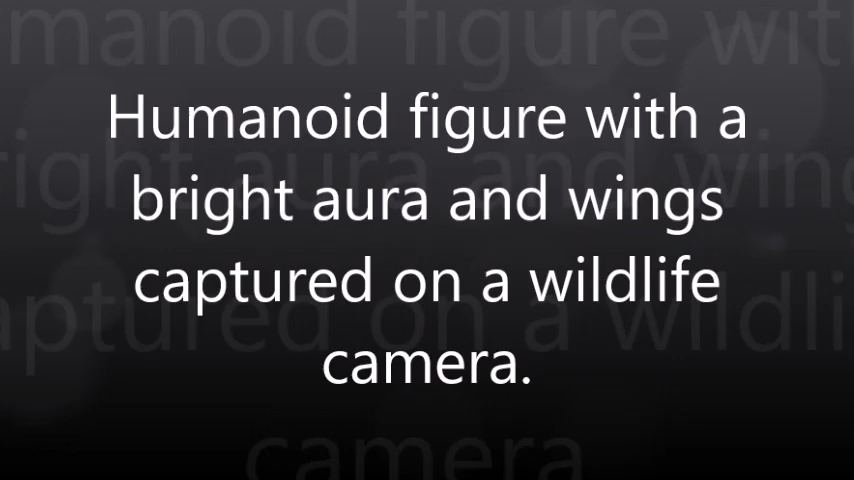 Humanoid figure with a
bright aura and wings
captured on a wildlife
camera.